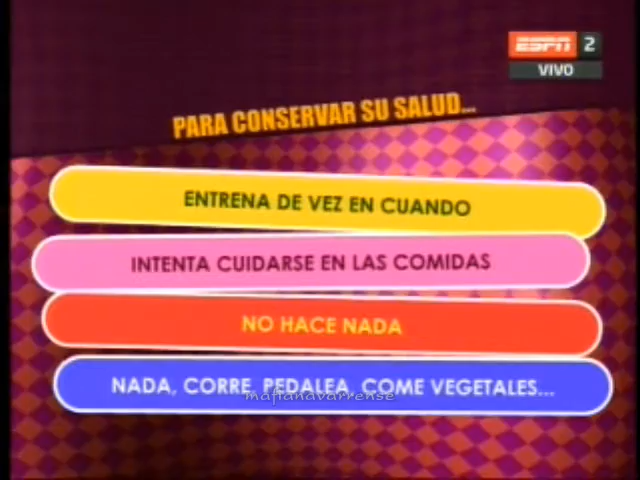 ESPN 2
VIVO
PARA CONSERVAR SU SALUD...
ENTRENA DE VEZ EN CUANDO
INTENTA CUIDARSE EN LAS COMIDAS
NO HACE NADA
NADA, CORRE, PEDALEA, COME VEGETALES...
mafianavarrense